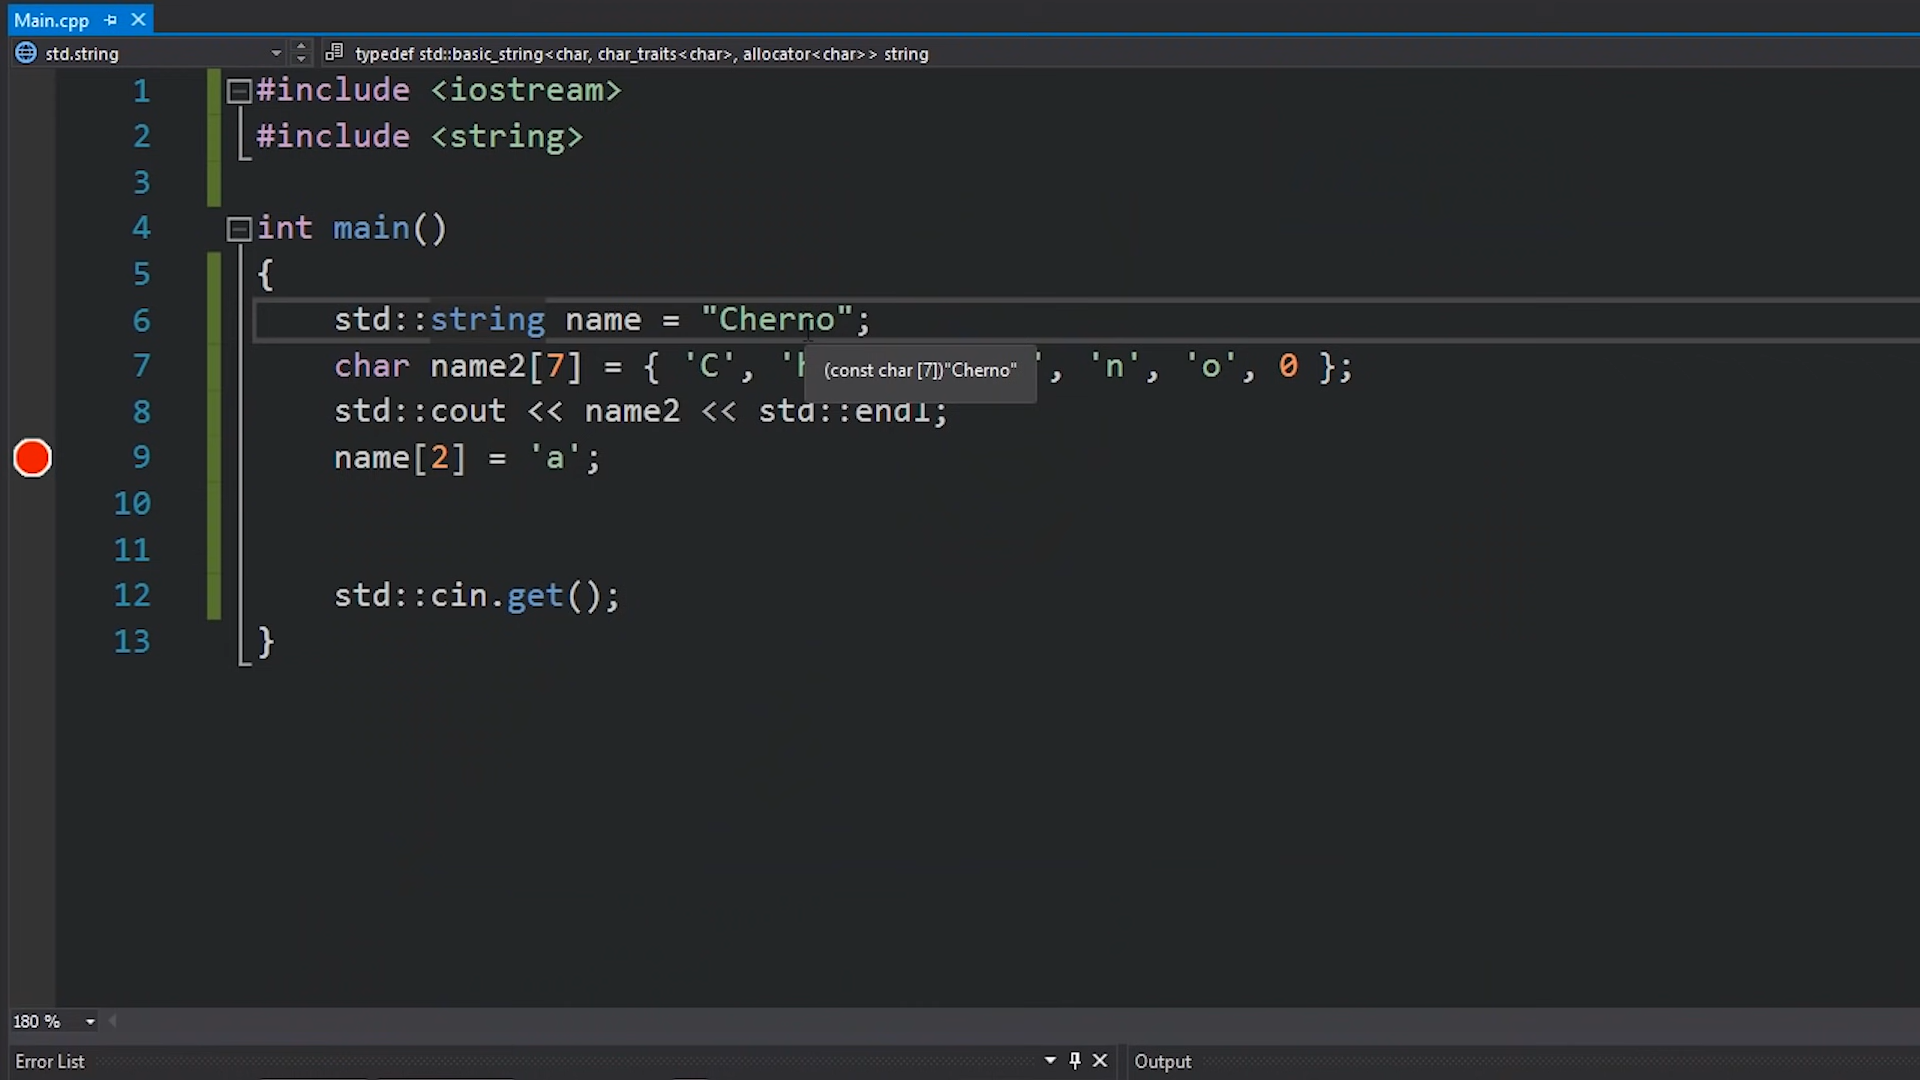 Main.cpp
std.string typedef std::basic_string<char, char_traits<char>, allocator<char>> string
1 #include <iostream>
2 #include <string>
3
4 int main()
5 {
6 std::string name = "Cherno";
7 char name2[7] = { 'C', ' ', 'n', 'o', 0 };
(const char [7])"Cherno"
8 std::cout << name2 << std::endl;
9 name[2] = 'a';
10
11
12 std::cin.get();
13 }
180 %
Error List Output